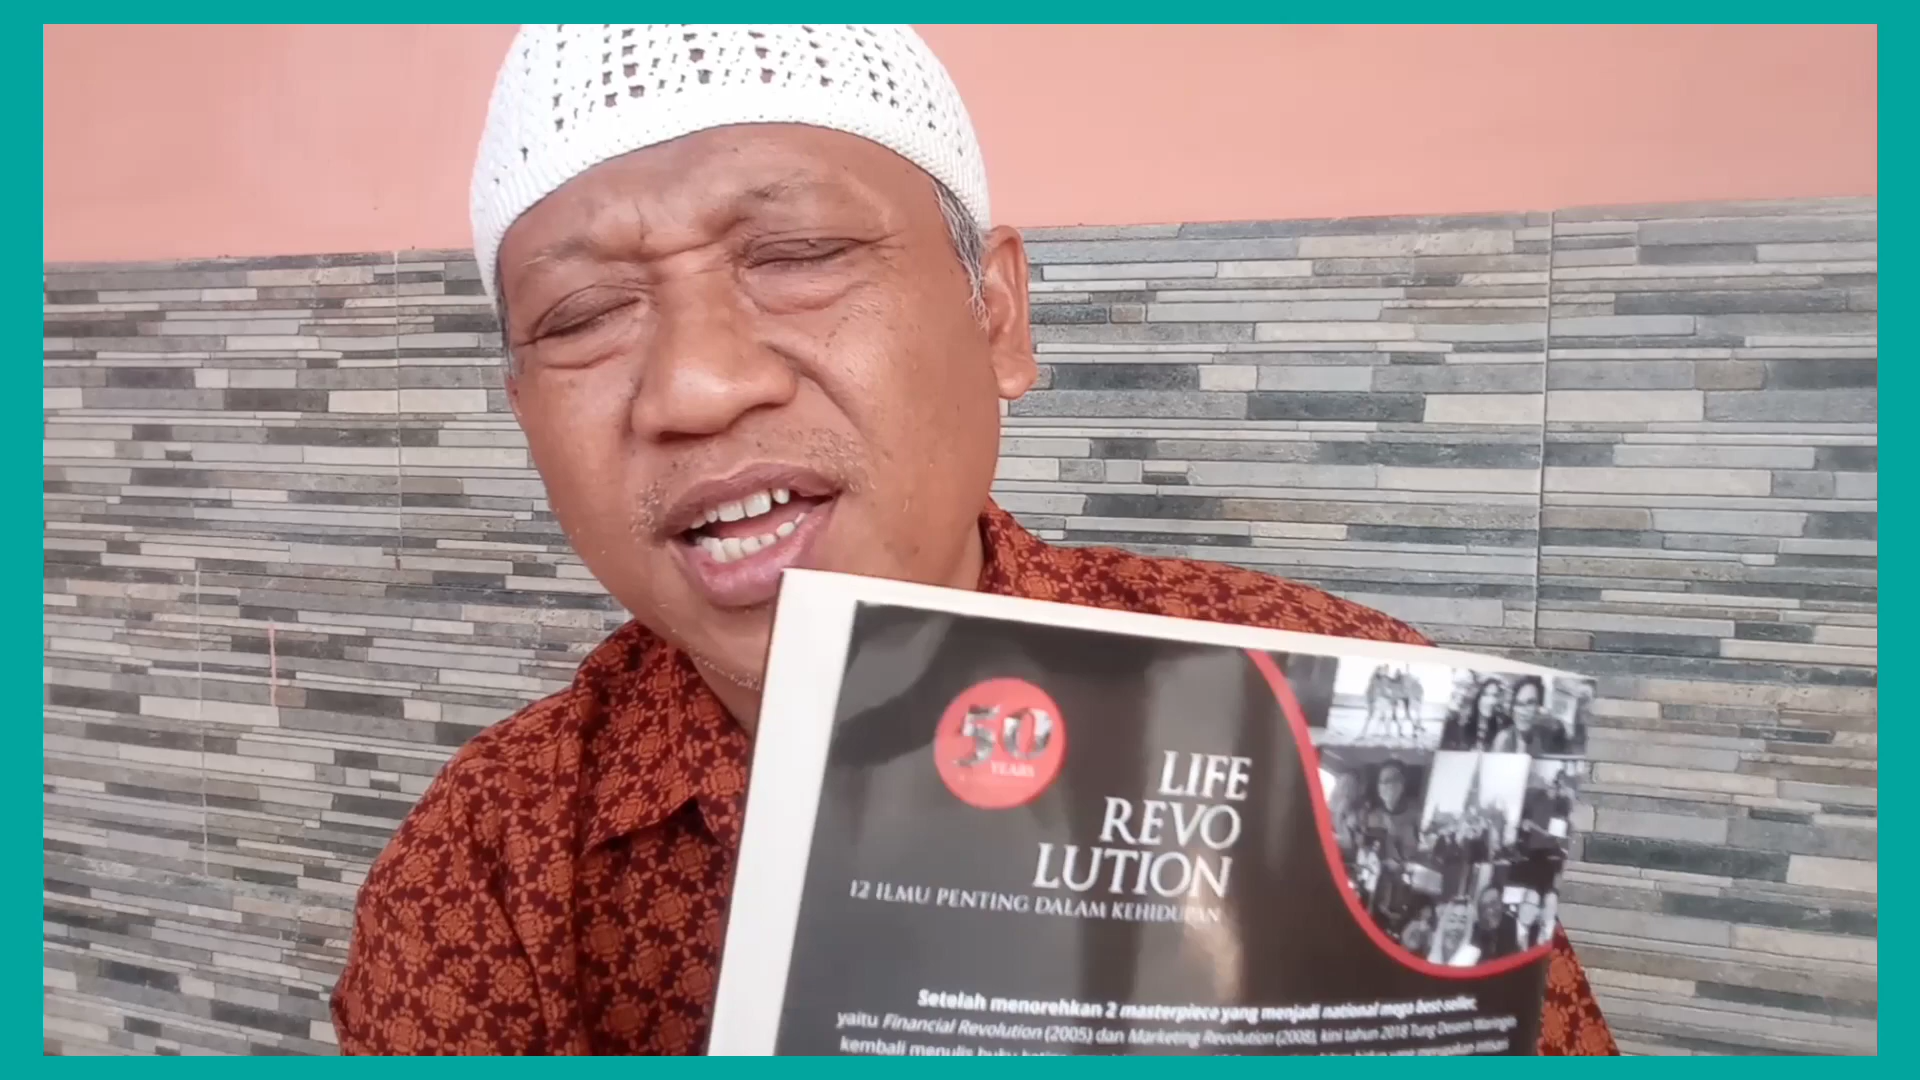 50
YEARS
LIFE
REVO
LUTION
12 ILMU PENTING DALAM KEHIDUPAN
Setelah menorehkan 2 masterpiece yang menjadi national mega best-seller,
yaitu Financial Revolution (2005) dan Marketing Revolution (2008), kini tahun 2018 Tung Desem Waringin
kembali menulis buku